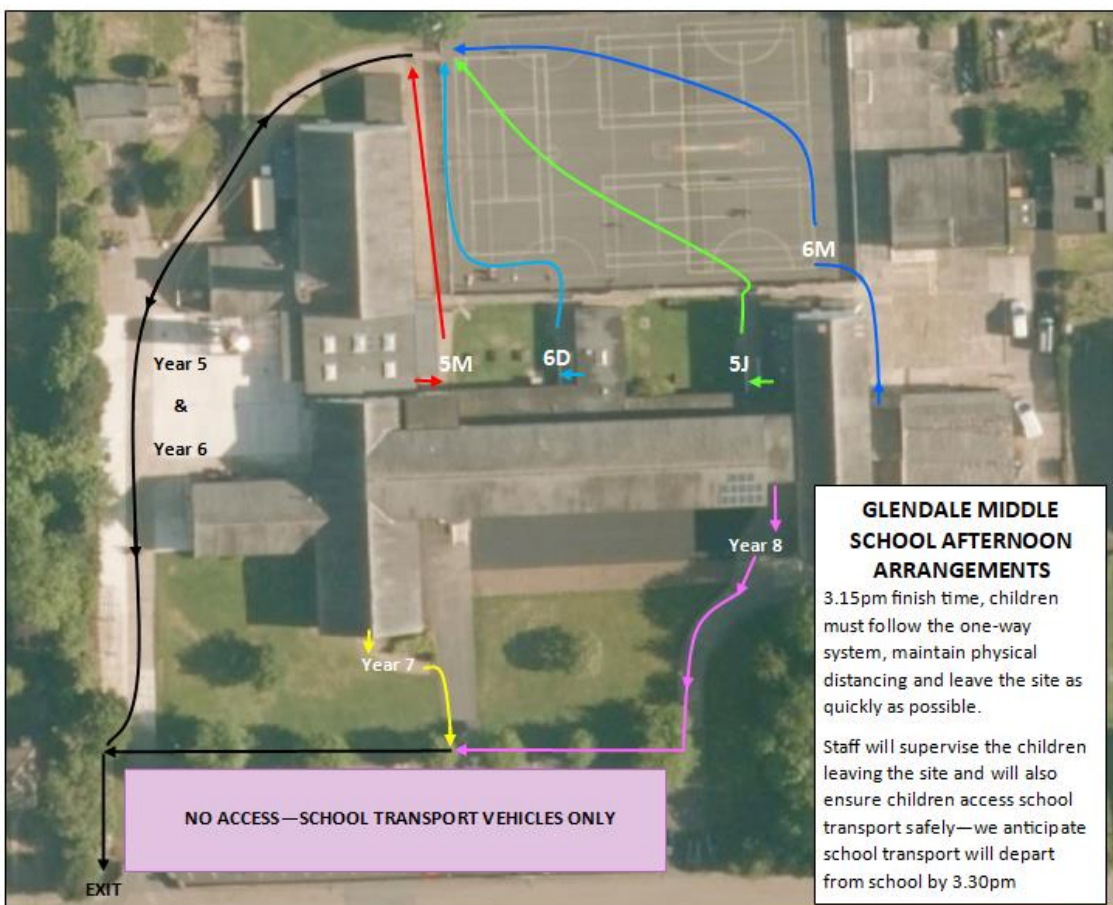 6M
5M
6D
5J
Year 5
&
Year 6
Year 8
Year 7
GLENDALE MIDDLE
SCHOOL AFTERNOON
ARRANGEMENTS
3.15pm finish time, children
must follow the one-way
system, maintain physical
distancing and leave the site as
quickly as possible.
Staff will supervise the children
leaving the site and will also
ensure children access school
transport safely—we anticipate
school transport will depart
from school by 3.30pm
NO ACCESS—SCHOOL TRANSPORT VEHICLES ONLY
EXIT